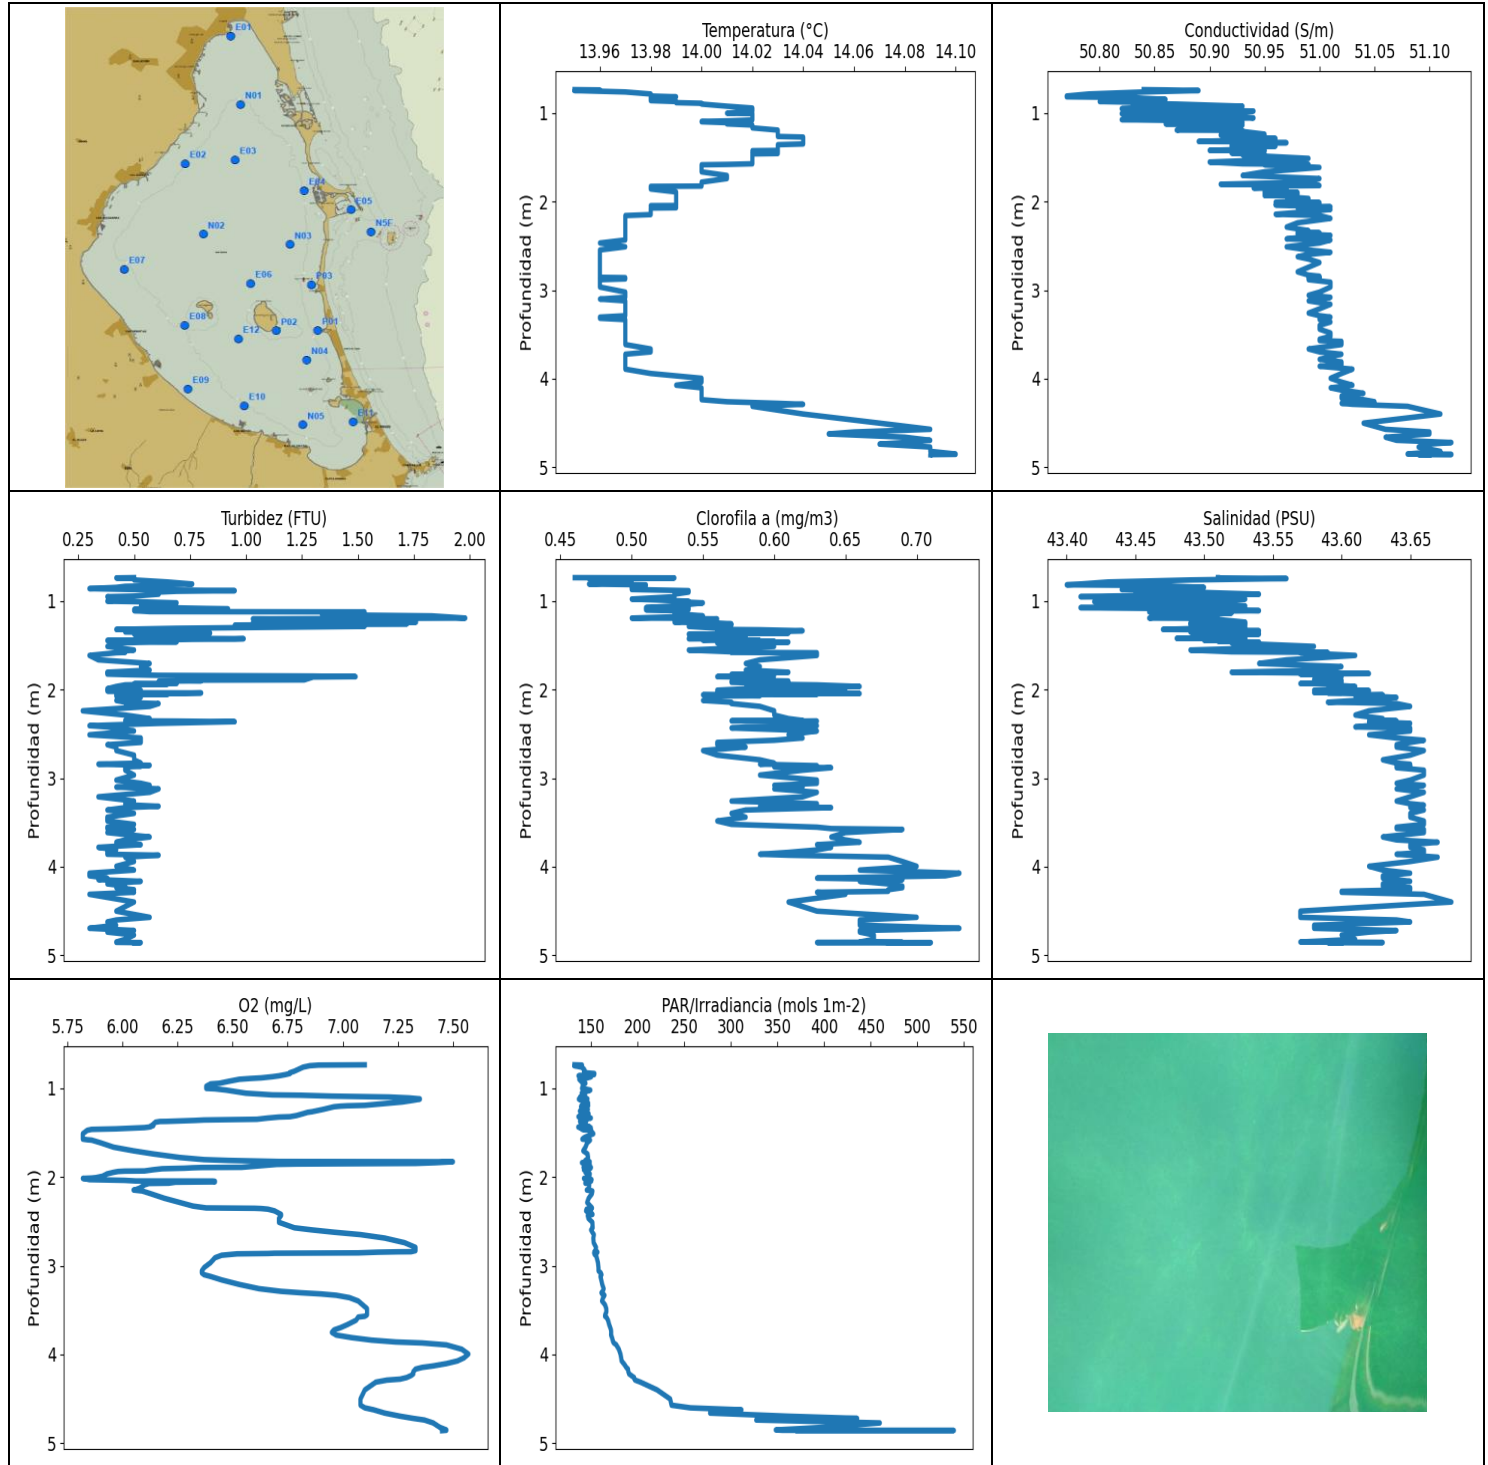 E01
N01
E02
E03
E04
E05
N5F
N02
N03
E07
E06
P03
E08
E12
P02
P01
N04
E09
E10
N05
E11
Temperatura (°C)
13.96 13.98 14.00 14.02 14.04 14.06 14.08 14.10
Profundidad (m)
1
2
3
4
5
Conductividad (S/m)
50.80 50.85 50.90 50.95 51.00 51.05 51.10
Profundidad (m)
1
2
3
4
5
Turbidez (FTU)
0.25 0.50 0.75 1.00 1.25 1.50 1.75 2.00
Profundidad (m)
1
2
3
4
5
Clorofila a (mg/m3)
0.45 0.50 0.55 0.60 0.65 0.70
Profundidad (m)
1
2
3
4
5
Salinidad (PSU)
43.40 43.45 43.50 43.55 43.60 43.65
Profundidad (m)
1
2
3
4
5
O2 (mg/L)
5.75 6.00 6.25 6.50 6.75 7.00 7.25 7.50
Profundidad (m)
1
2
3
4
5
PAR/Irradiancia (mols 1m-2)
150 200 250 300 350 400 450 500 550
Profundidad (m)
1
2
3
4
5